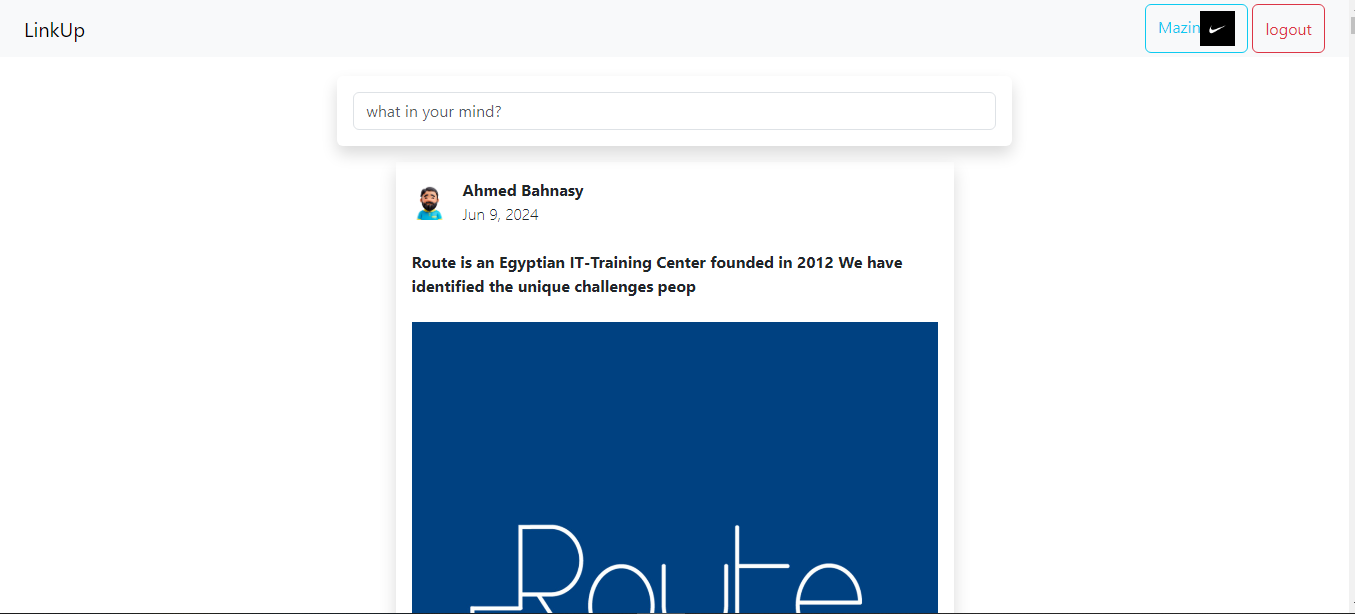 LinkUp
Mazin
logout
what in your mind?
Ahmed Bahnasy
Jun 9, 2024
Route is an Egyptian IT-Training Center founded in 2012 We have
identified the unique challenges peop
Route